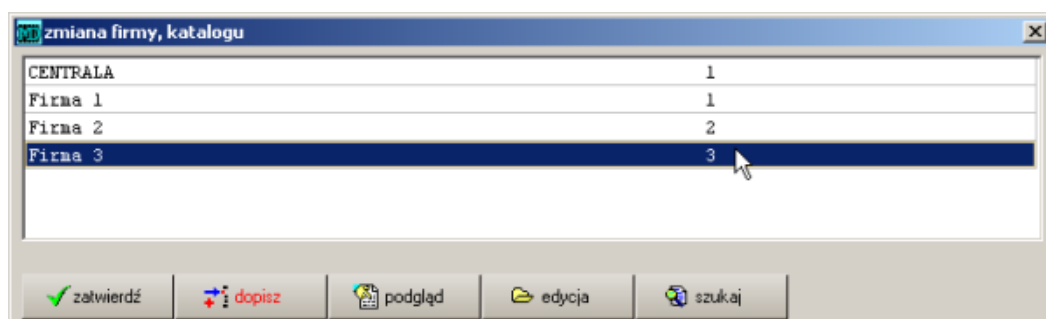 zmiana firmy, katalogu
CENTRALA 1
Firma 1 1
Firma 2 2
Firma 3 3
zatwierdź dopisz podgląd edycja szukaj